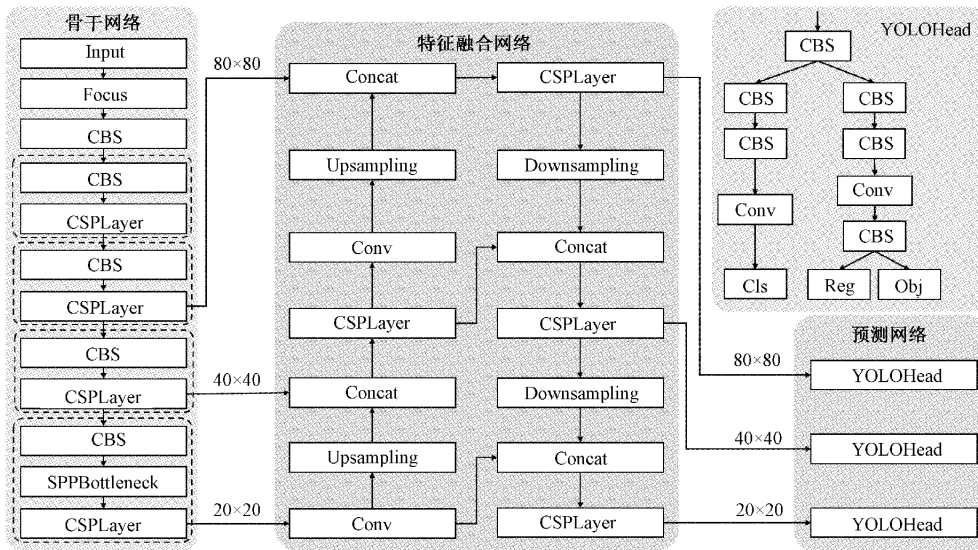 骨干网络
Input
Focus
CBS
CBS
CSPLayer
CBS
CSPLayer
CBS
CSPLayer
CBS
SPPBottleneck
CSPLayer
80×80
40×40
20×20
特征融合网络
Concat
Upsampling
Conv
CSPLayer
Concat
Upsampling
Conv
CSPLayer
Downsampling
Concat
CSPLayer
Downsampling
Concat
CSPLayer
YOLOHead
CBS
CBS
CBS
CBS
CBS
Conv
Conv
CBS
Cls
Reg
Obj
预测网络
80×80
YOLOHead
40×40
YOLOHead
20×20
YOLOHead